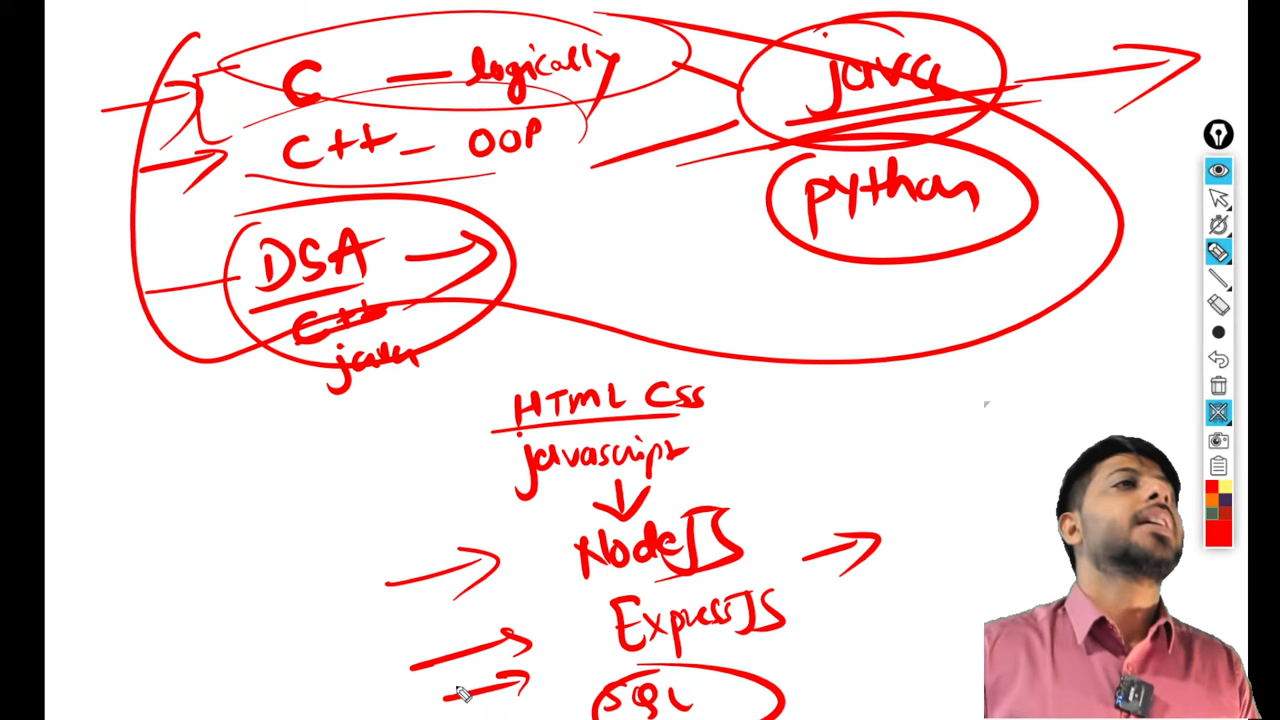 C — logically
C++ - OOP
java
python
DSA
C++
java
HTML CSS
javascript
NodeJS
ExpressJS
SQL